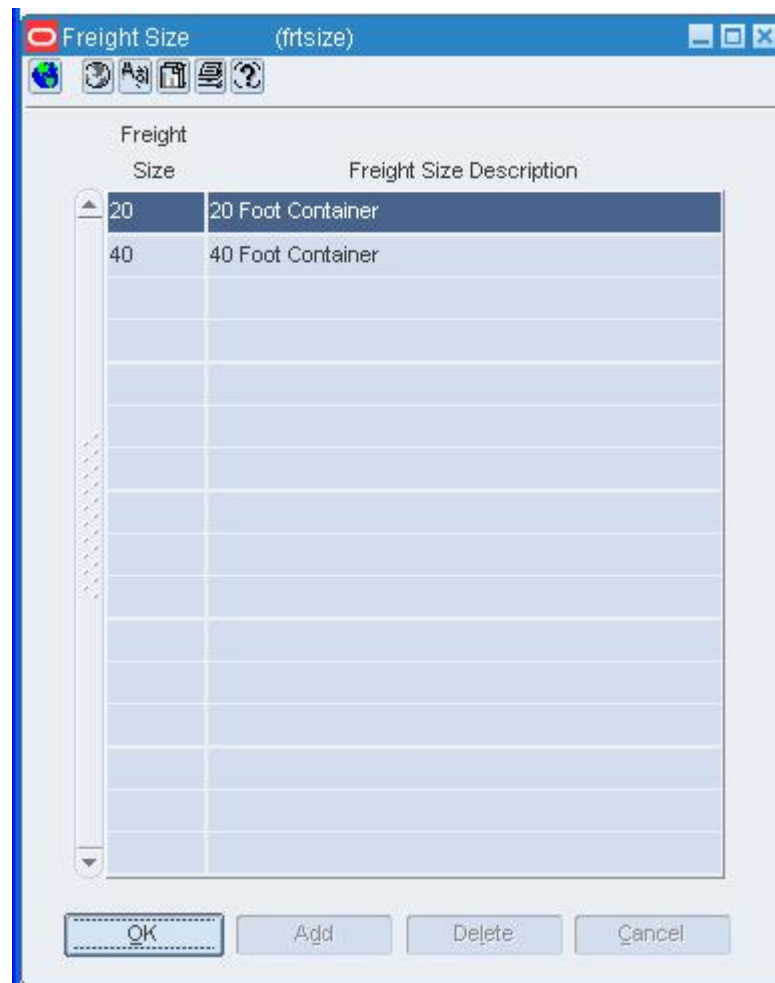 Freight Size (frtsize)
Freight
Size Freight Size Description
20 20 Foot Container
40 40 Foot Container
OK Add Delete Cancel